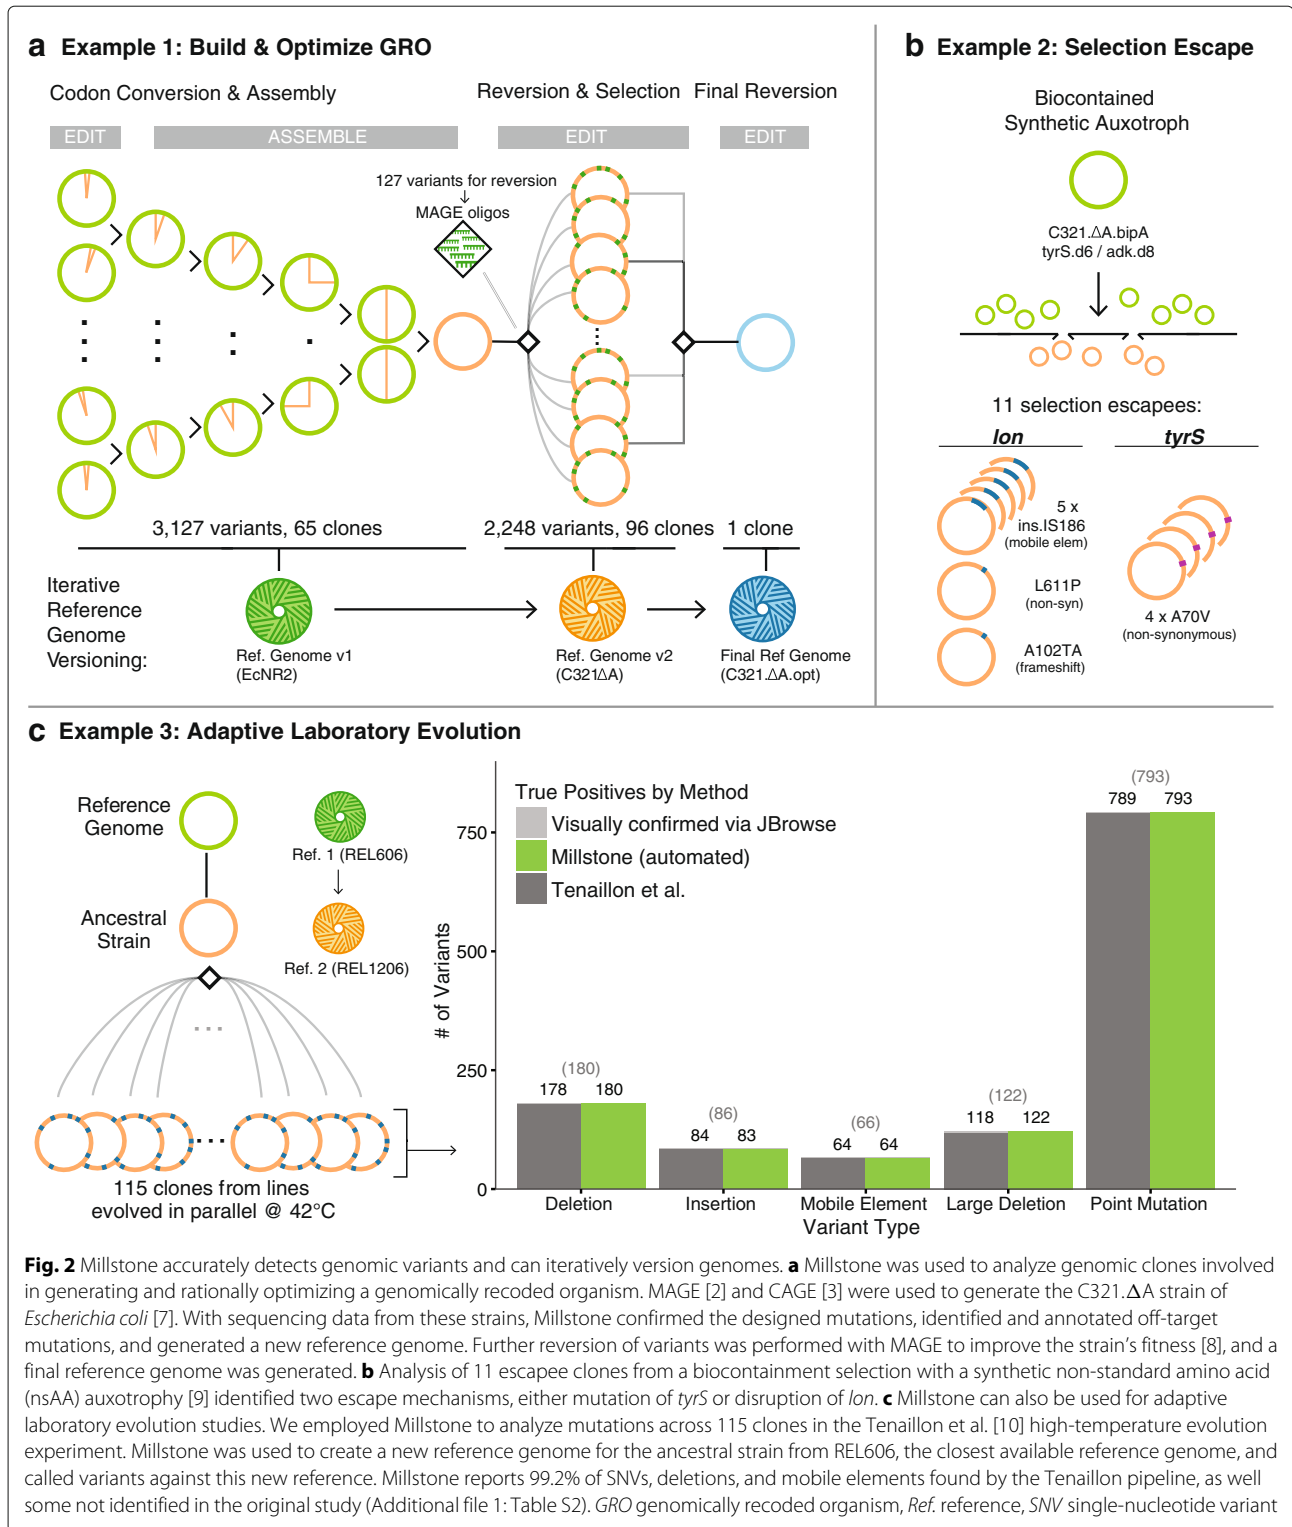 a Example 1: Build & Optimize GRO
Codon Conversion & Assembly
Reversion & Selection
Final Reversion
EDIT
ASSEMBLE
EDIT
EDIT
127 variants for reversion
MAGE oligos
3,127 variants, 65 clones
2,248 variants, 96 clones
1 clone
Iterative
Reference
Genome
Versioning:
Ref. Genome v1
(EcNR2)
Ref. Genome v2
(C321ΔA)
Final Ref Genome
(C321.ΔA.opt)
b Example 2: Selection Escape
Biocontained
Synthetic Auxotroph
C321.ΔA.bipA
tyrS.d6 / adk.d8
11 selection escapees:
lon
tyrS
5 x
ins.IS186
(mobile elem)
L611P
(non-syn)
A102TA
(frameshift)
4 x A70V
(non-synonymous)
c Example 3: Adaptive Laboratory Evolution
Reference
Genome
Ref. 1 (REL606)
Ancestral
Strain
Ref. 2 (REL1206)
115 clones from lines
evolved in parallel @ 42°C
True Positives by Method
Visually confirmed via JBrowse
Millstone (automated)
Tenaillon et al.
# of Variants
750
500
250
0
(180)
178 180
(86)
84 83
(66)
64 64
(122)
118 122
(793)
789 793
Deletion
Insertion
Mobile Element
Large Deletion
Point Mutation
Variant Type
Fig. 2 Millstone accurately detects genomic variants and can iteratively version genomes. a Millstone was used to analyze genomic clones involved
in generating and rationally optimizing a genomically recoded organism. MAGE [2] and CAGE [3] were used to generate the C321.ΔA strain of
Escherichia coli [7]. With sequencing data from these strains, Millstone confirmed the designed mutations, identified and annotated off-target
mutations, and generated a new reference genome. Further reversion of variants was performed with MAGE to improve the strain's fitness [8], and a
final reference genome was generated. b Analysis of 11 escapee clones from a biocontainment selection with a synthetic non-standard amino acid
(nsAA) auxotrophy [9] identified two escape mechanisms, either mutation of tyrS or disruption of lon. c Millstone can also be used for adaptive
laboratory evolution studies. We employed Millstone to analyze mutations across 115 clones in the Tenaillon et al. [10] high-temperature evolution
experiment. Millstone was used to create a new reference genome for the ancestral strain from REL606, the closest available reference genome, and
called variants against this new reference. Millstone reports 99.2% of SNVs, deletions, and mobile elements found by the Tenaillon pipeline, as well
some not identified in the original study (Additional file 1: Table S2). GRO genomically recoded organism, Ref. reference, SNV single-nucleotide variant